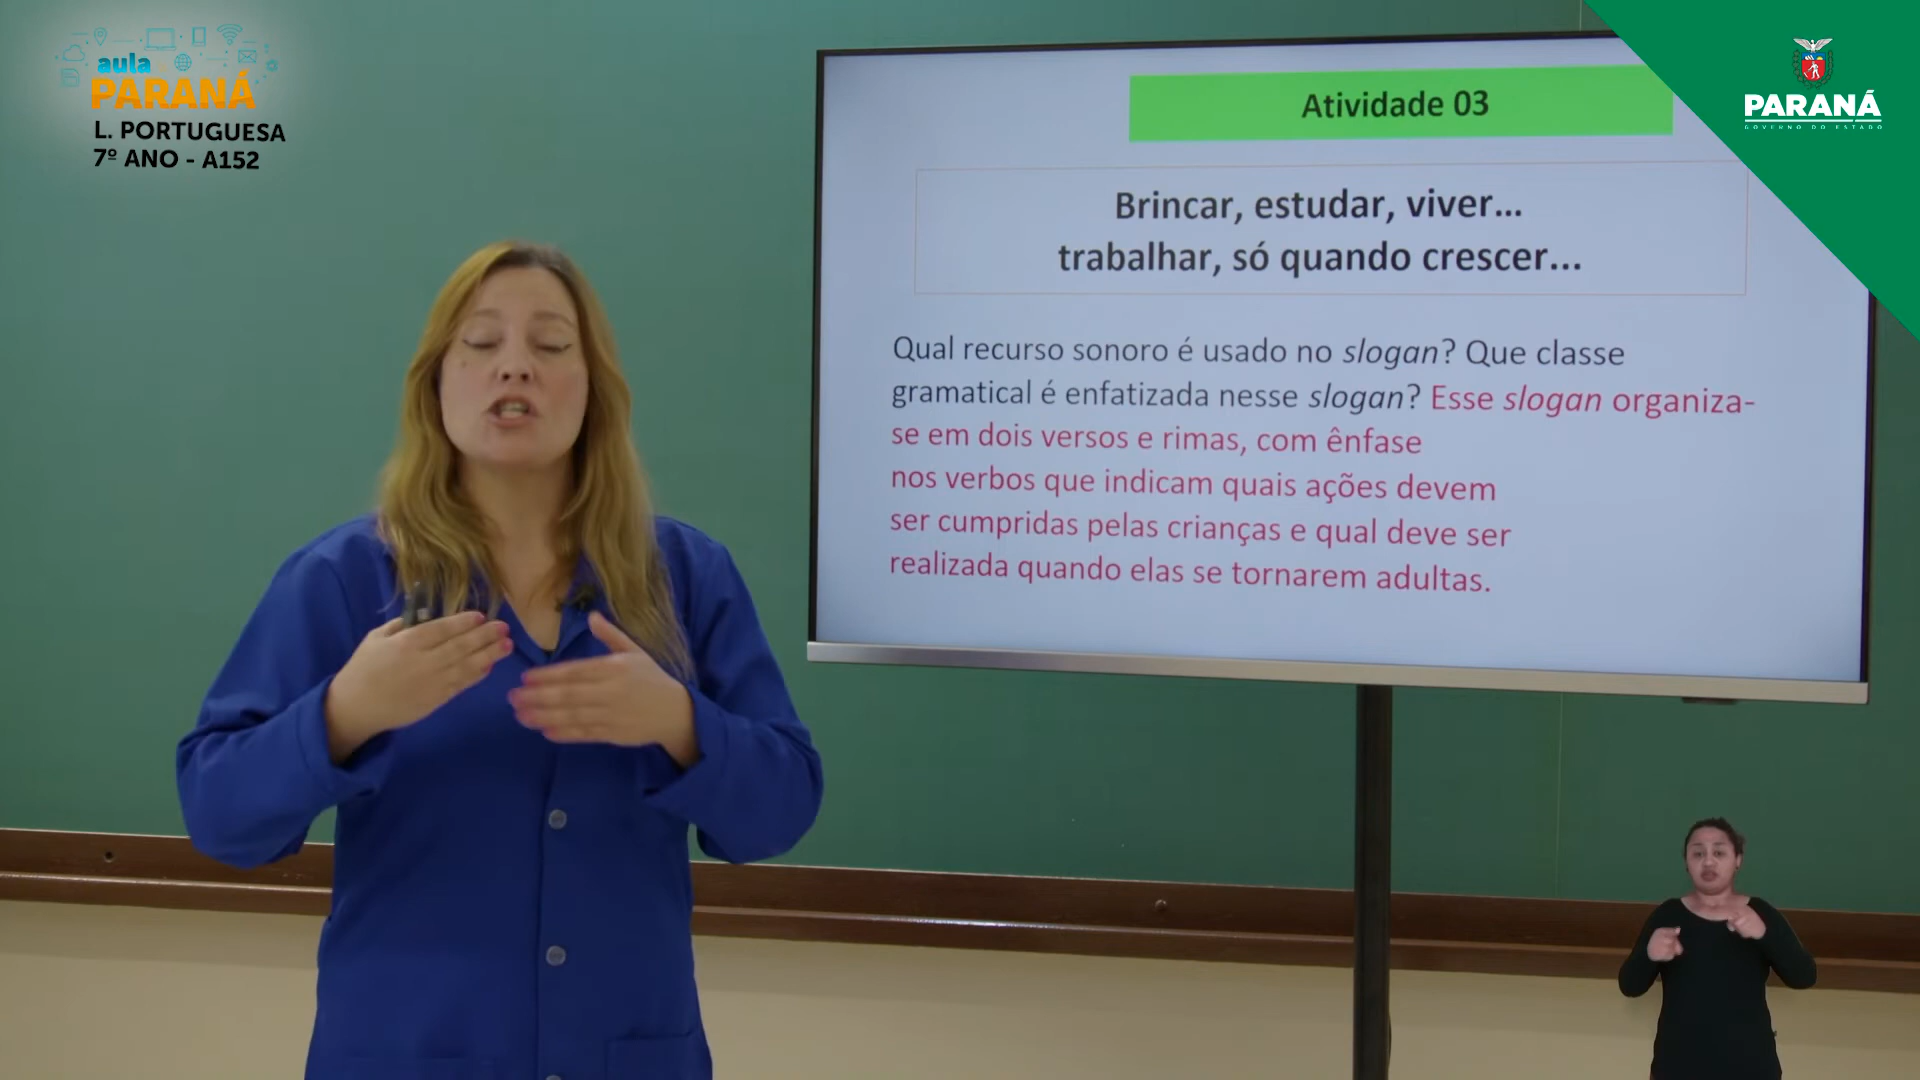 aula
PARANÁ
L. PORTUGUESA
7º ANO - A152
PARANÁ
GOVERNO DO ESTADO
Atividade 03
Brincar, estudar, viver...
trabalhar, só quando crescer...
Qual recurso sonoro é usado no slogan? Que classe
gramatical é enfatizada nesse slogan? Esse slogan organiza-
se em dois versos e rimas, com ênfase
nos verbos que indicam quais ações devem
ser cumpridas pelas crianças e qual deve ser
realizada quando elas se tornarem adultas.